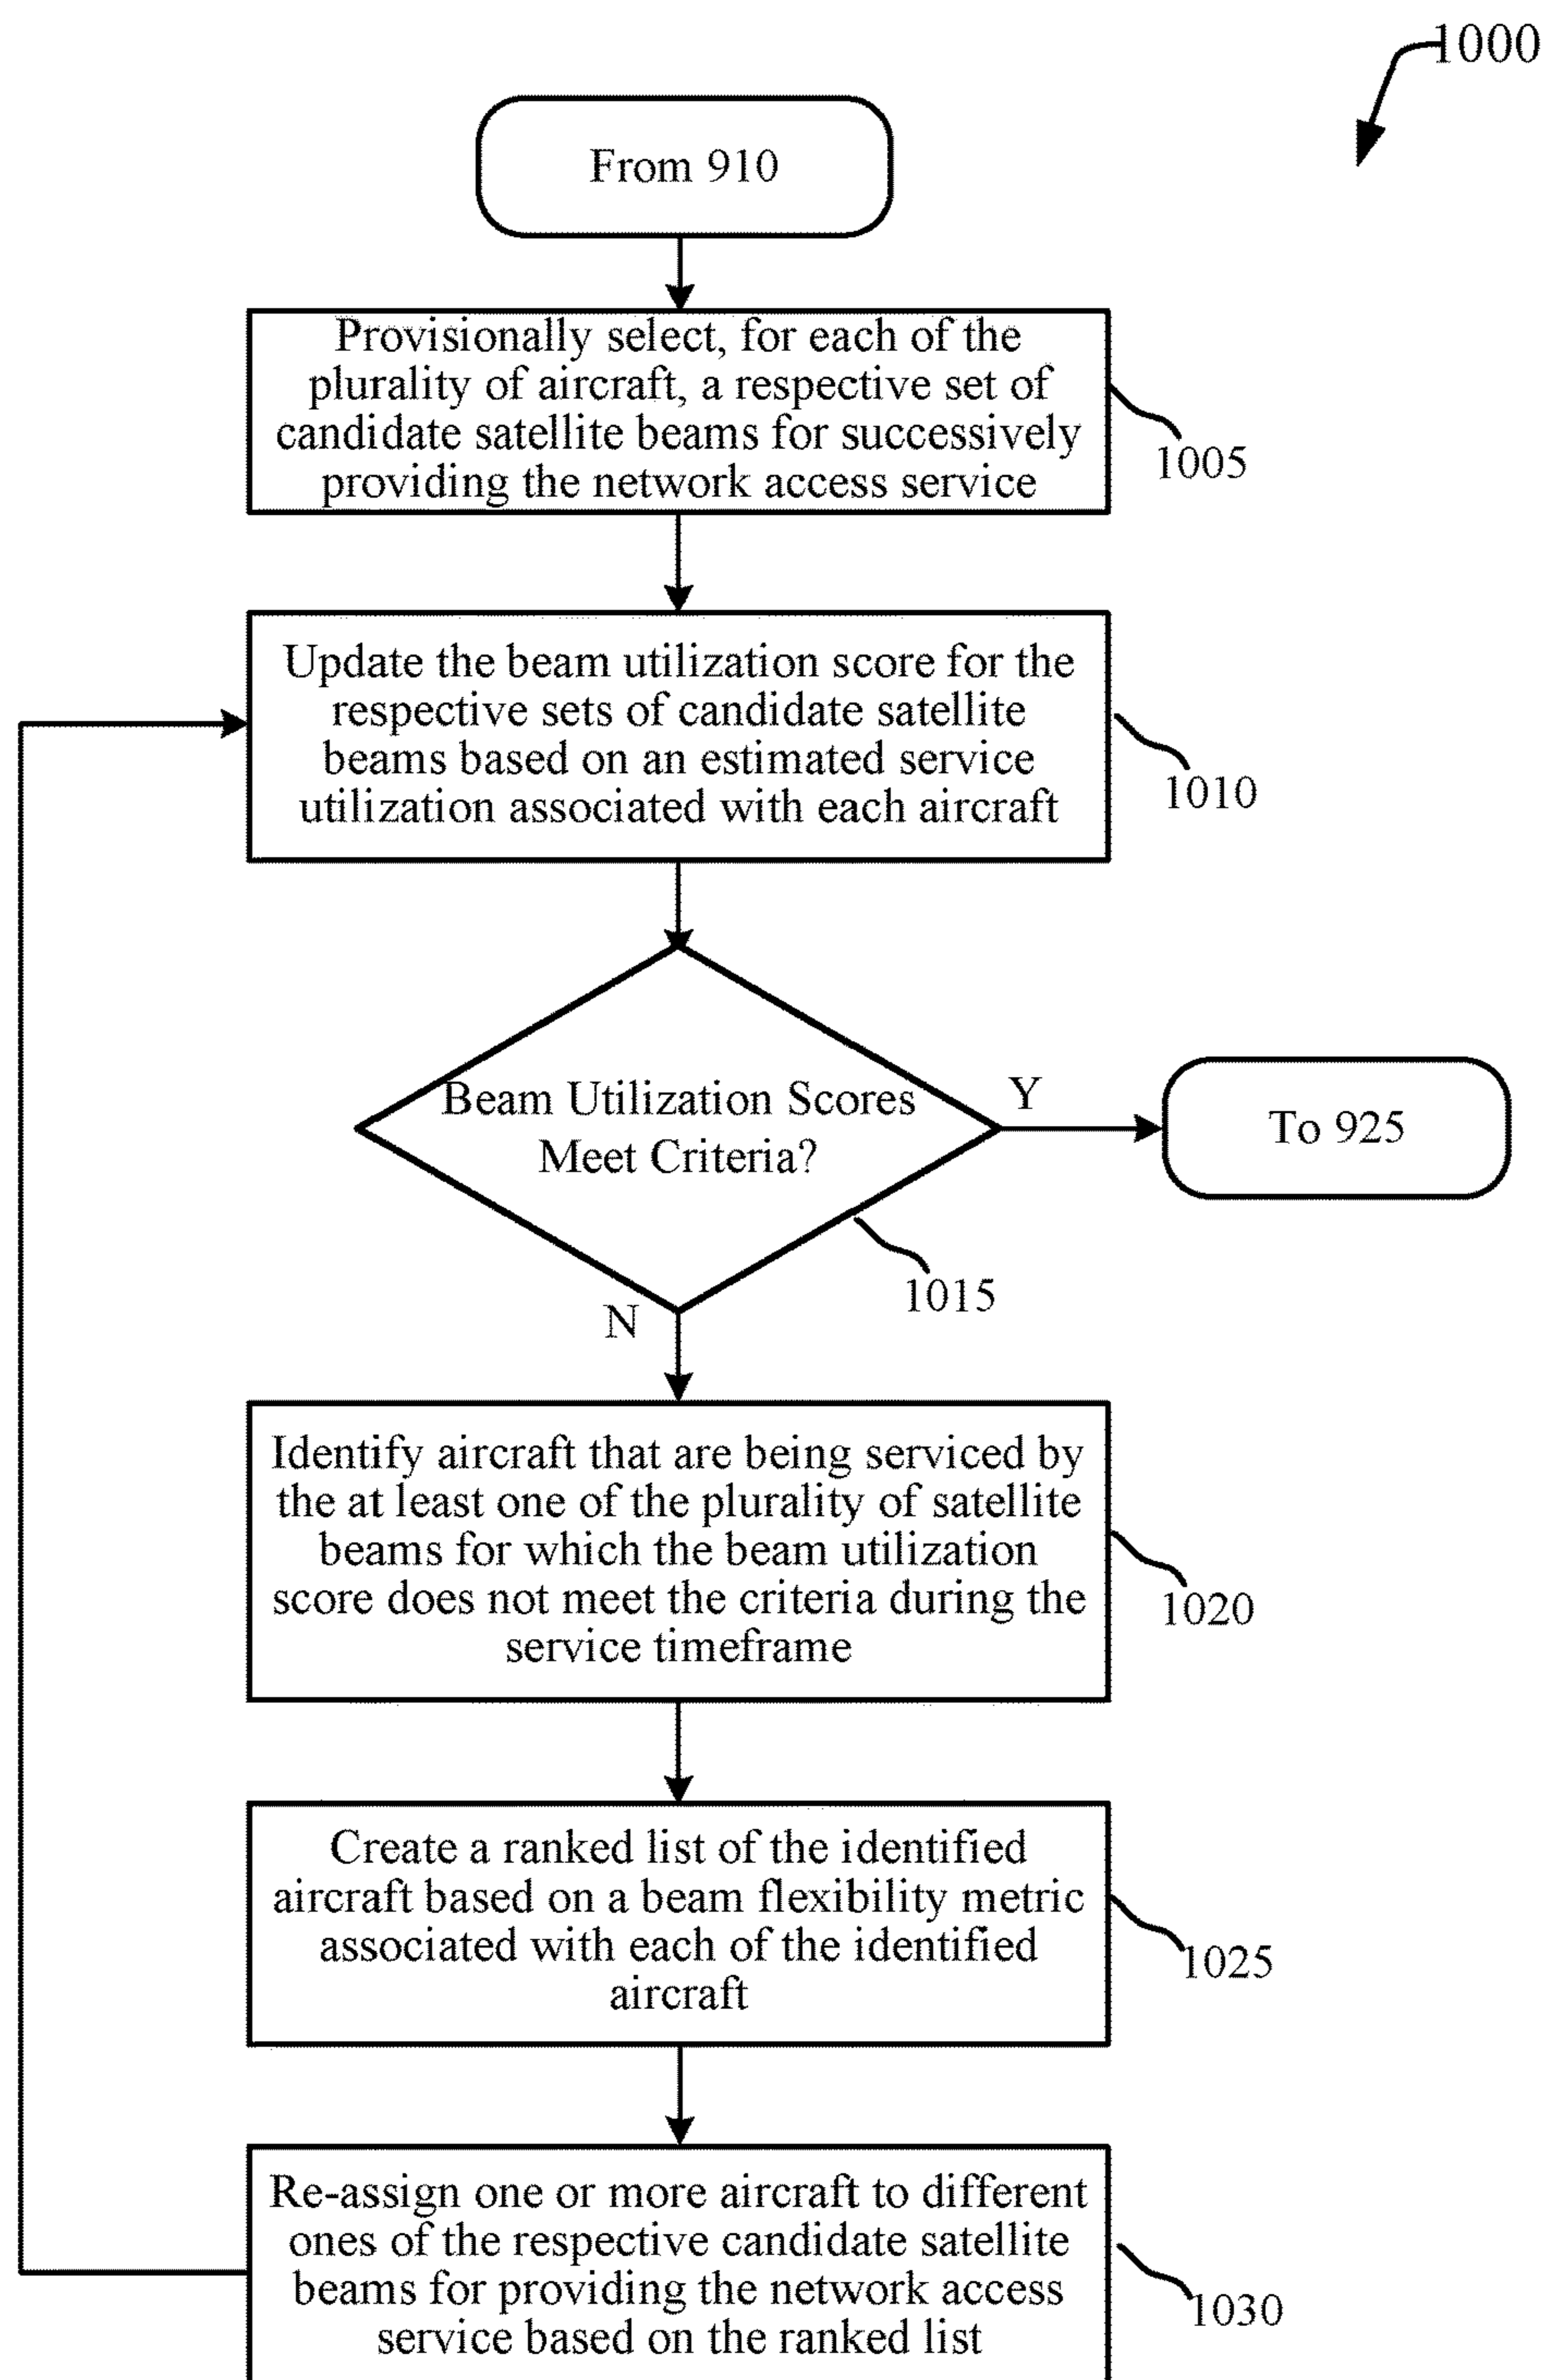 1000
From 910
Provisionally select, for each of the
plurality of aircraft, a respective set of
candidate satellite beams for successively
providing the network access service
1005
Update the beam utilization score for the
respective sets of candidate satellite
beams based on an estimated service
utilization associated with each aircraft
1010
Beam Utilization Scores
Meet Criteria?
Y
To 925
1015
N
Identify aircraft that are being serviced by
the at least one of the plurality of satellite
beams for which the beam utilization
score does not meet the criteria during the
service timeframe
1020
Create a ranked list of the identified
aircraft based on a beam flexibility metric
associated with each of the identified
aircraft
1025
Re-assign one or more aircraft to different
ones of the respective candidate satellite
beams for providing the network access
service based on the ranked list
1030